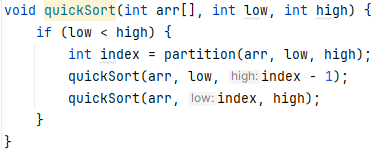 void quickSort(int arr[], int low, int high) {
    if (low < high) {
        int index = partition(arr, low, high);
        quickSort(arr, low, high: index - 1);
        quickSort(arr, low: index, high);
    }
}